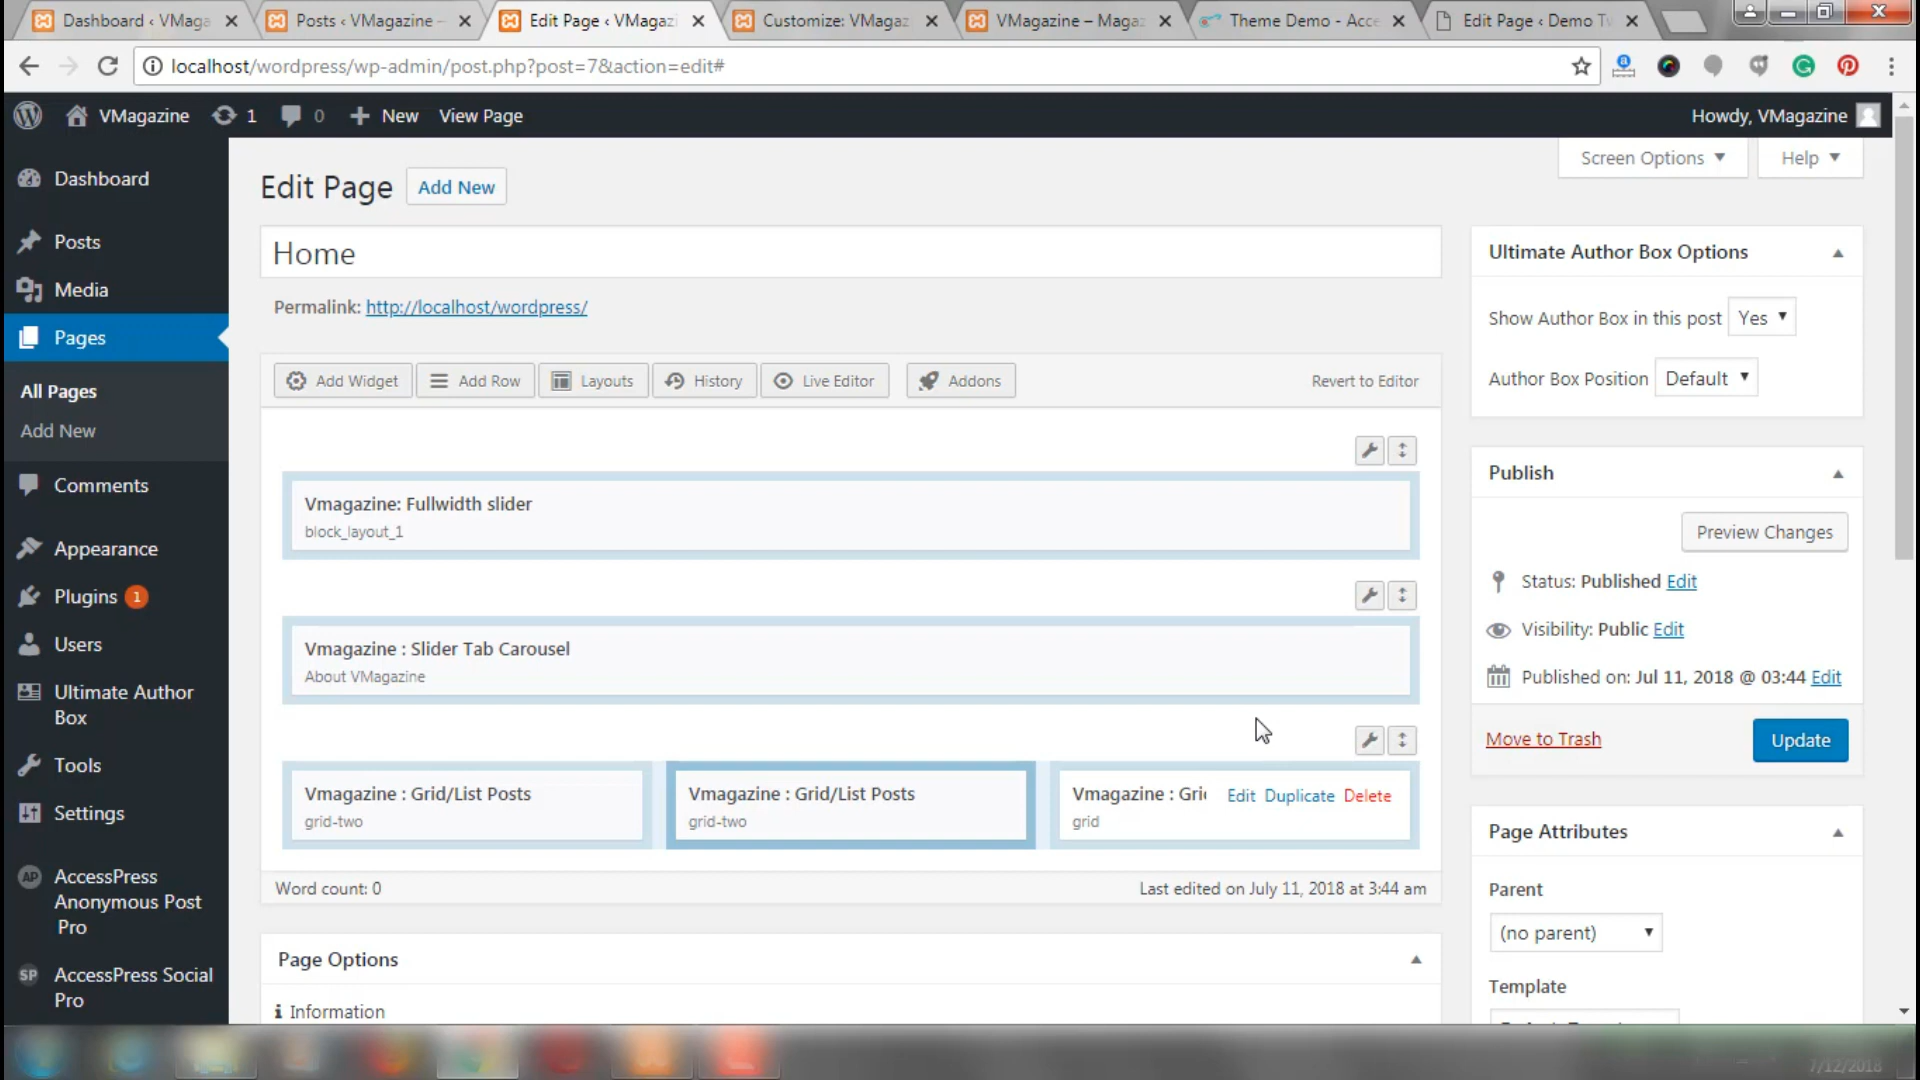 Dashboard ‹ VMaga
Posts ‹ VMagazine –
Edit Page ‹ VMagazi
Customize: VMagaz
VMagazine – Magaz
Theme Demo - Acce
Edit Page ‹ Demo Tw
localhost/wordpress/wp-admin/post.php?post=7&action=edit#
VMagazine
1
0
New
View Page
Howdy, VMagazine
Dashboard
Posts
Media
Pages
All Pages
Add New
Comments
Appearance
Plugins 1
Users
Ultimate Author
Box
Tools
Settings
AP AccessPress
Anonymous Post
Pro
SP AccessPress Social
Pro
Screen Options
Help
Edit Page
Add New
Home
Permalink: http://localhost/wordpress/
Add Widget
Add Row
Layouts
History
Live Editor
Addons
Revert to Editor
Vmagazine: Fullwidth slider
block_layout_1
Vmagazine : Slider Tab Carousel
About VMagazine
Vmagazine : Grid/List Posts
grid-two
Vmagazine : Grid/List Posts
grid-two
Vmagazine : Gri
Edit Duplicate Delete
grid
Word count: 0
Last edited on July 11, 2018 at 3:44 am
Page Options
Information
Ultimate Author Box Options
Show Author Box in this post Yes
Author Box Position Default
Publish
Preview Changes
Status: Published Edit
Visibility: Public Edit
Published on: Jul 11, 2018 @ 03:44 Edit
Move to Trash
Update
Page Attributes
Parent
(no parent)
Template
7/12/2018